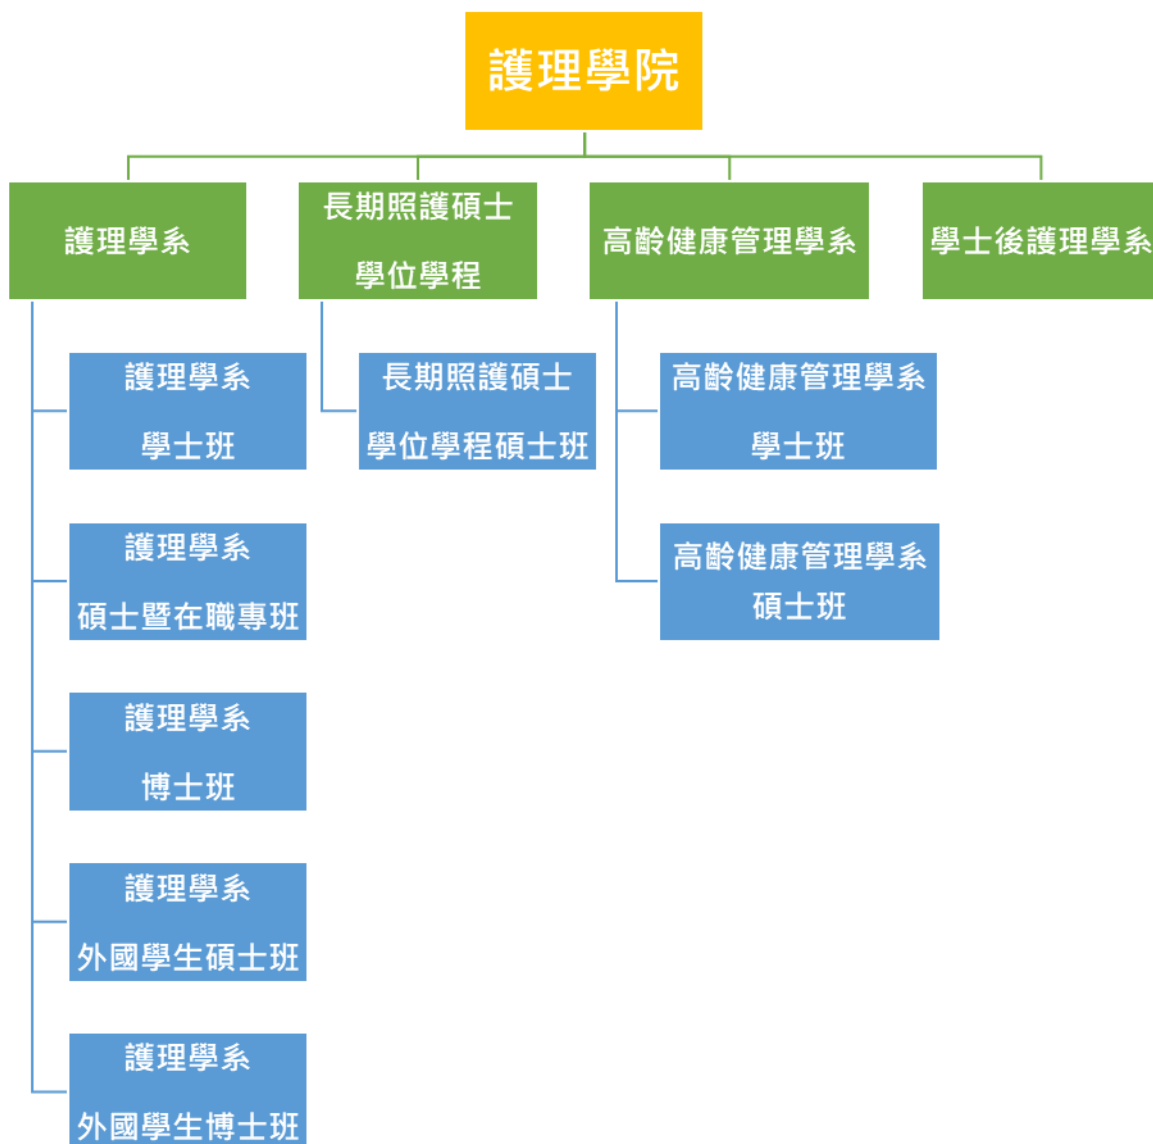 護理學院
護理學系
長期照護碩士
學位學程
高齡健康管理學系
學士後護理學系
護理學系
學士班
護理學系
碩士暨在職專班
護理學系
博士班
護理學系
外國學生碩士班
護理學系
外國學生博士班
長期照護碩士
學位學程碩士班
高齡健康管理學系
學士班
高齡健康管理學系
碩士班